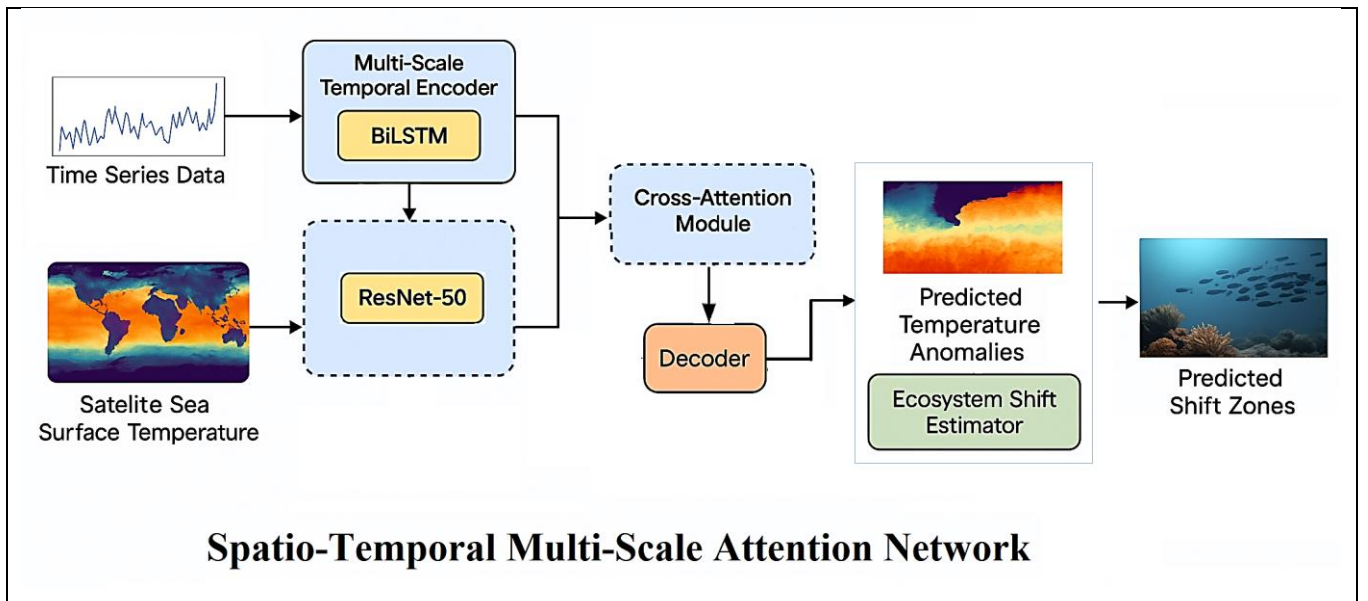 Multi-Scale
Temporal Encoder
BiLSTM
Time Series Data
ResNet-50
Satelite Sea
Surface Temperature
Cross-Attention
Module
Decoder
Predicted
Temperature
Anomalies
Ecosystem Shift
Estimator
Predicted
Shift Zones
Spatio-Temporal Multi-Scale Attention Network